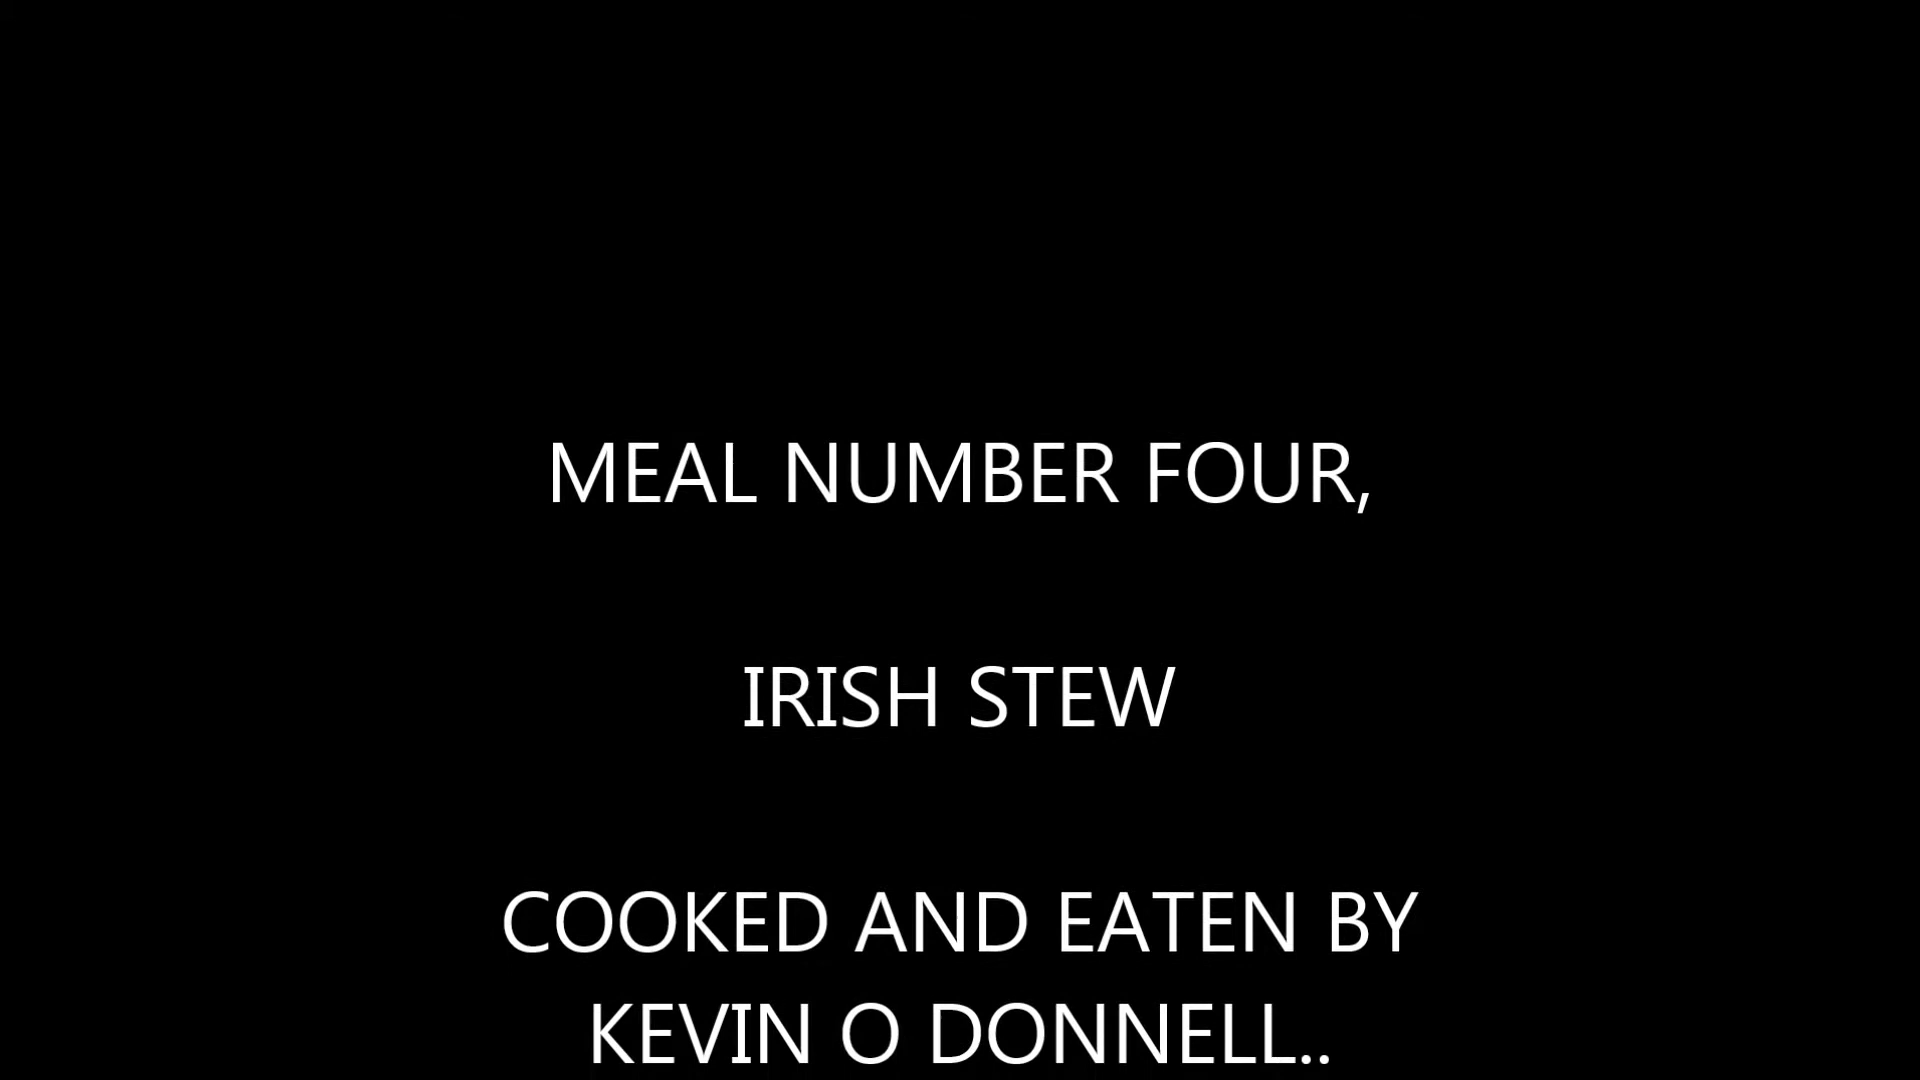 MEAL NUMBER FOUR,
IRISH STEW
COOKED AND EATEN BY
KEVIN O DONNELL..